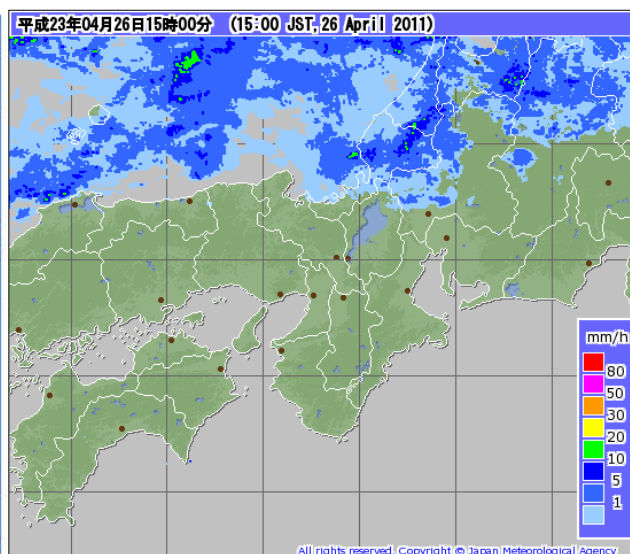 平成23年04月26日15時00分 (15:00 JST, 26 April 2011)
mm/h
80
50
30
20
10
5
1
All rights reserved. Copyright © Japan Meteorological Agency